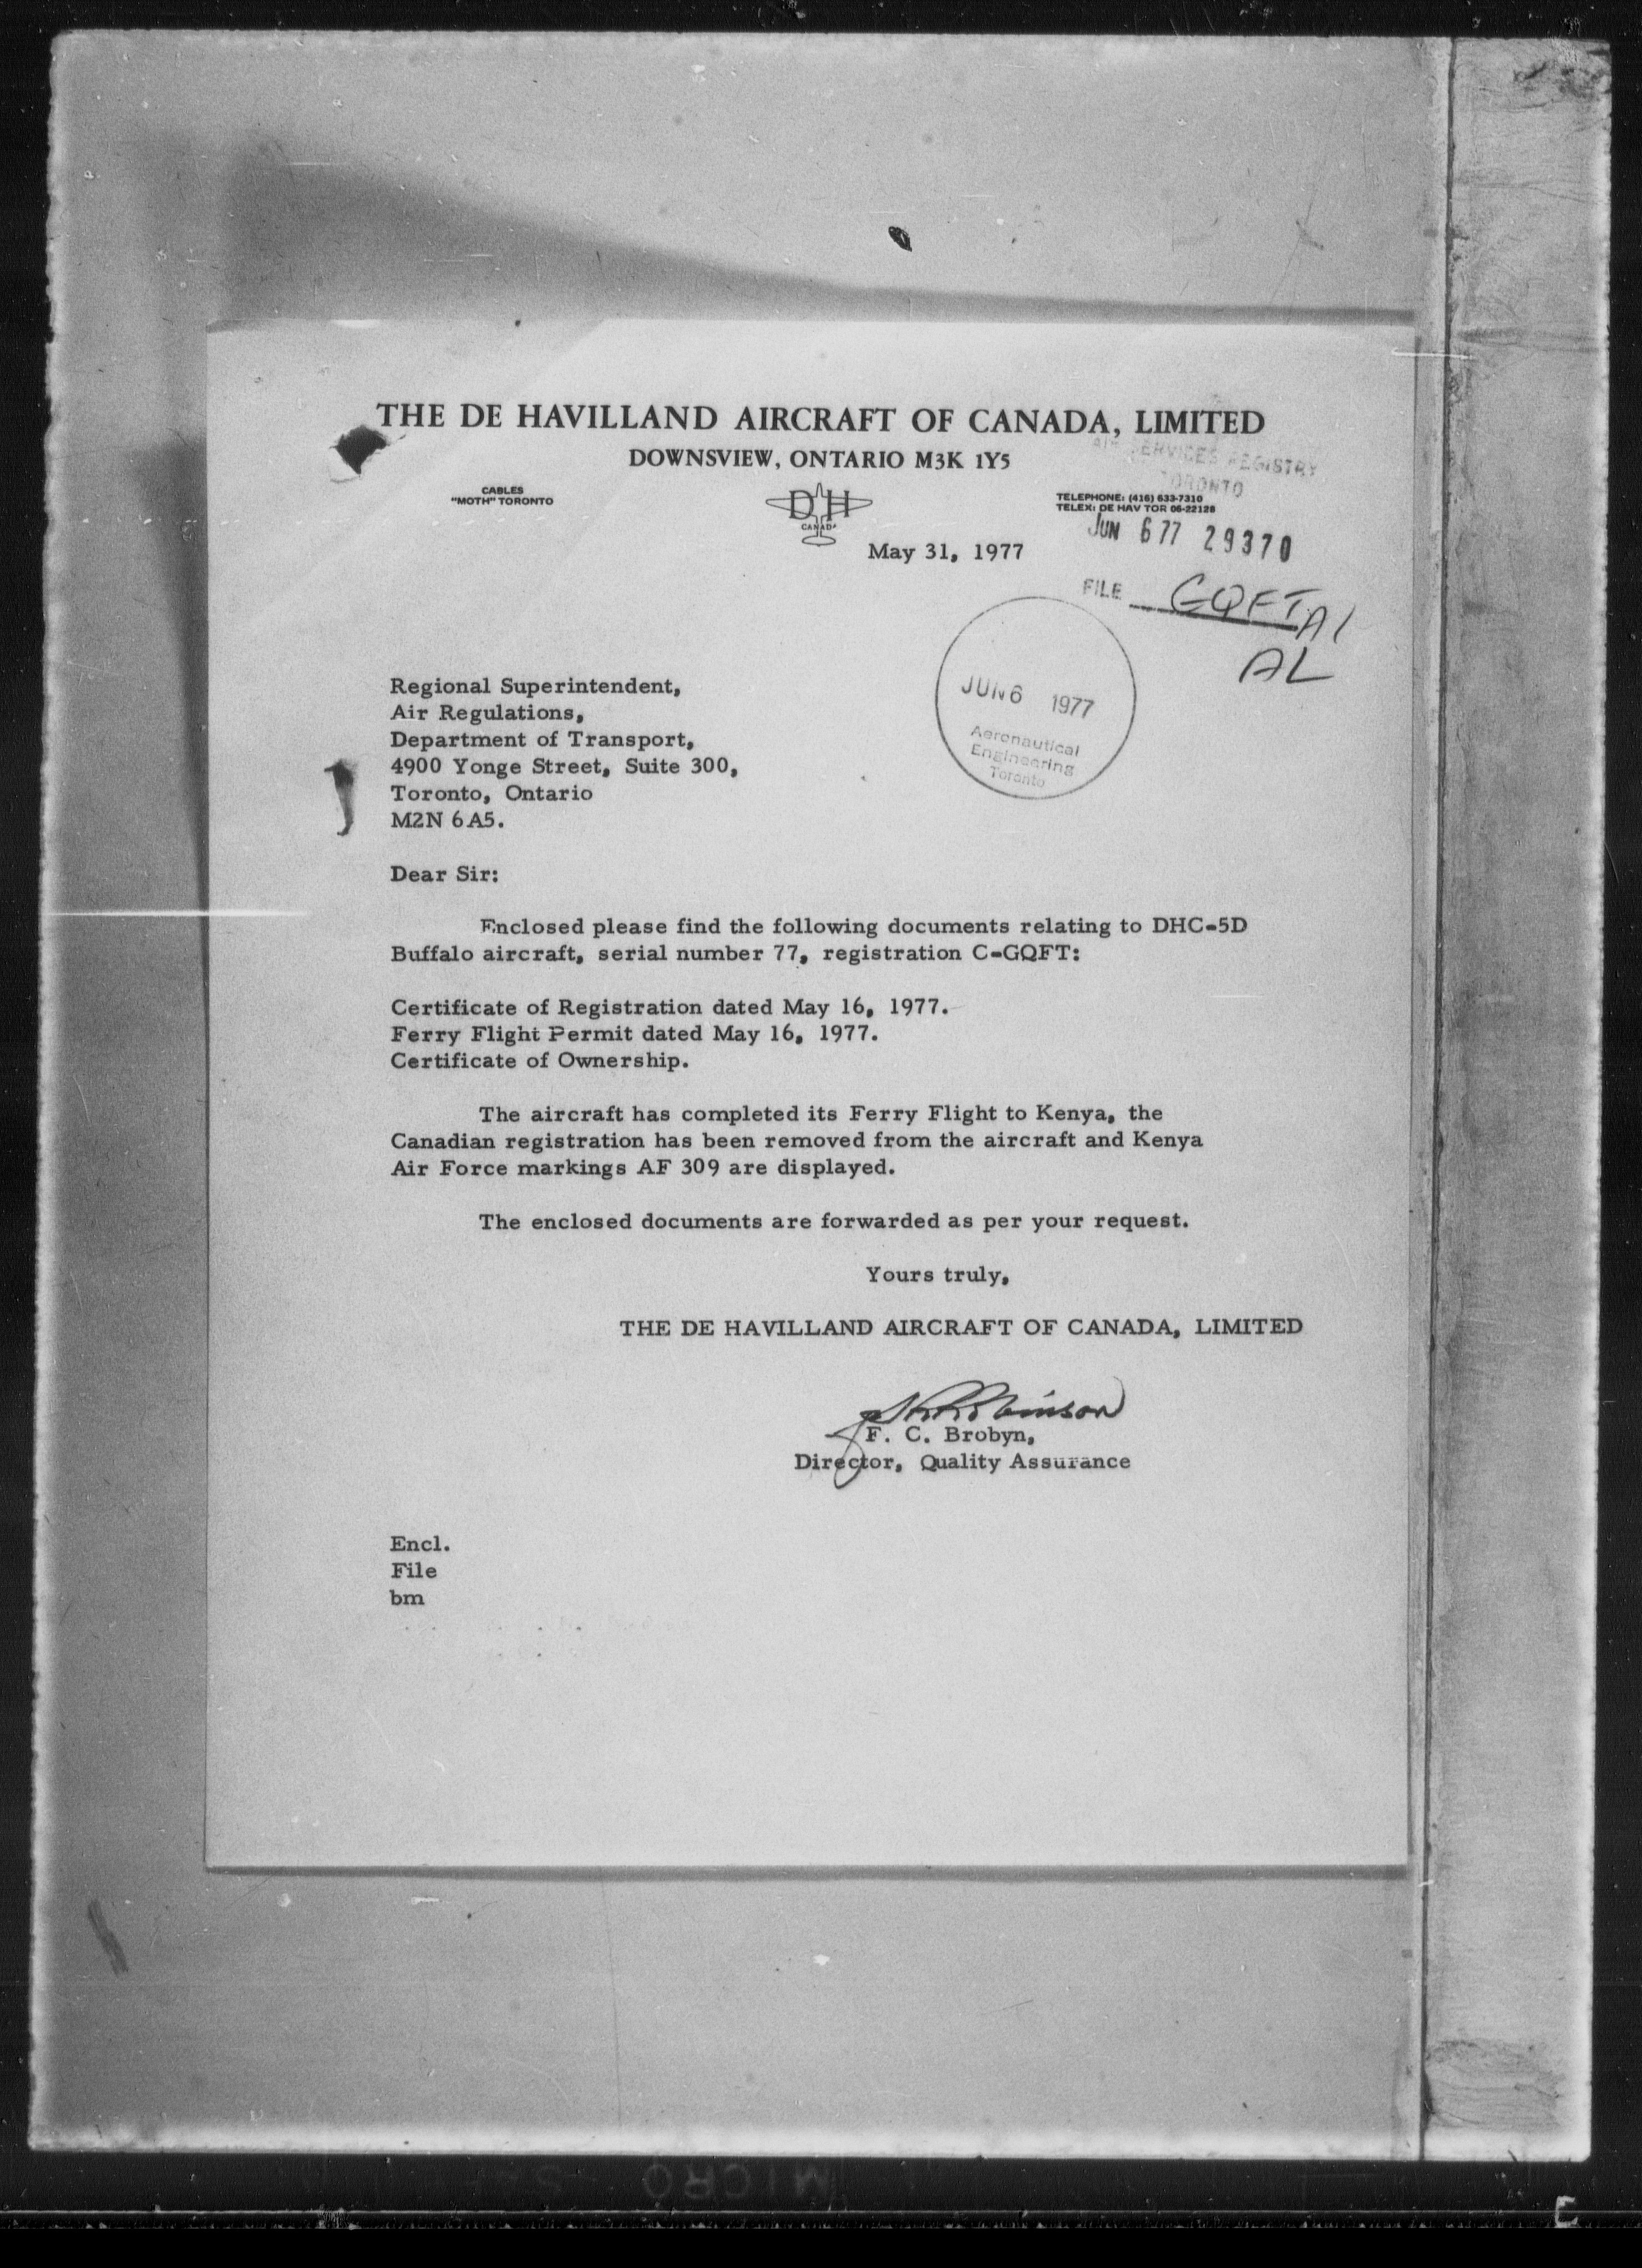 THE DE HAVILLAND AIRCRAFT OF CANADA, LIMITED
DOWNSVIEW, ONTARIO M3K 1Y5
AIR SERVICES REGISTRY
TORONTO
CABLES
"MOTH" TORONTO
DH
CANADA
TELEPHONE: (416) 633-7310
TELEX: DE HAV TOR 06-22128
JUN 6 77 29370
May 31, 1977
FILE GQFT A1
AL
JUN 6 1977
Aeronautical
Engineering
Toronto
Regional Superintendent,
Air Regulations,
Department of Transport,
4900 Yonge Street, Suite 300,
Toronto, Ontario
M2N 6A5.
Dear Sir:
Enclosed please find the following documents relating to DHC-5D
Buffalo aircraft, serial number 77, registration C-GQFT:
Certificate of Registration dated May 16, 1977.
Ferry Flight Permit dated May 16, 1977.
Certificate of Ownership.
The aircraft has completed its Ferry Flight to Kenya, the
Canadian registration has been removed from the aircraft and Kenya
Air Force markings AF 309 are displayed.
The enclosed documents are forwarded as per your request.
Yours truly,
THE DE HAVILLAND AIRCRAFT OF CANADA, LIMITED
F. C. Brobyn,
Director, Quality Assurance
Encl.
File
bm
MICRO